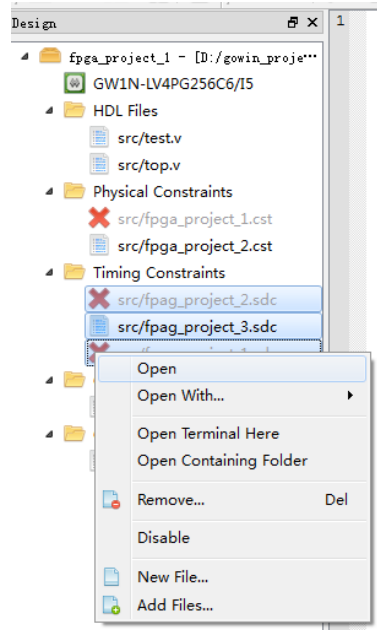 Design
1
fpga_project_1 - [D:/gowin_proje…
GW1N-LV4PG256C6/I5
HDL Files
src/test.v
src/top.v
Physical Constraints
src/fpga_project_1.cst
src/fpga_project_2.cst
Timing Constraints
src/fpag_project_2.sdc
src/fpag_project_3.sdc
Open
Open With...
Open Terminal Here
Open Containing Folder
Remove... Del
Disable
New File...
Add Files...